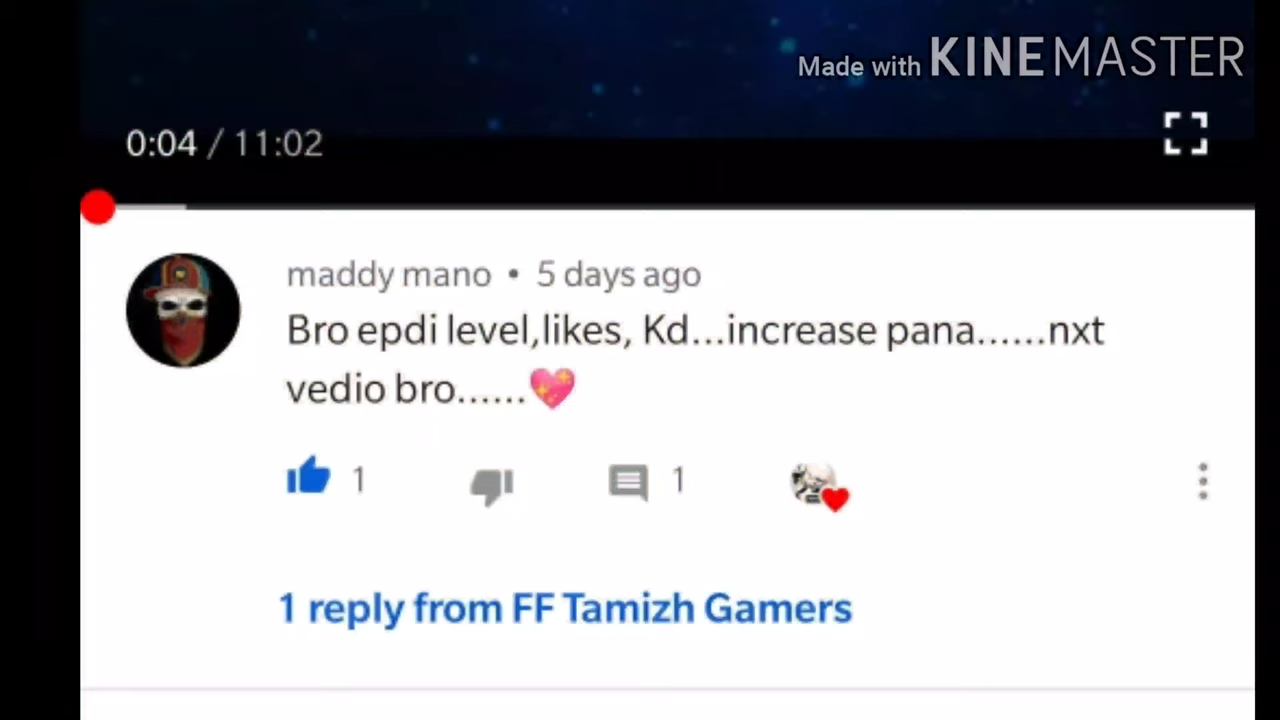 Made with KINEMASTER
0:04 / 11:02
maddy mano • 5 days ago
Bro epdi level,likes, Kd...increase pana......nxt
vedio bro......💖
1
1
1 reply from FF Tamizh Gamers